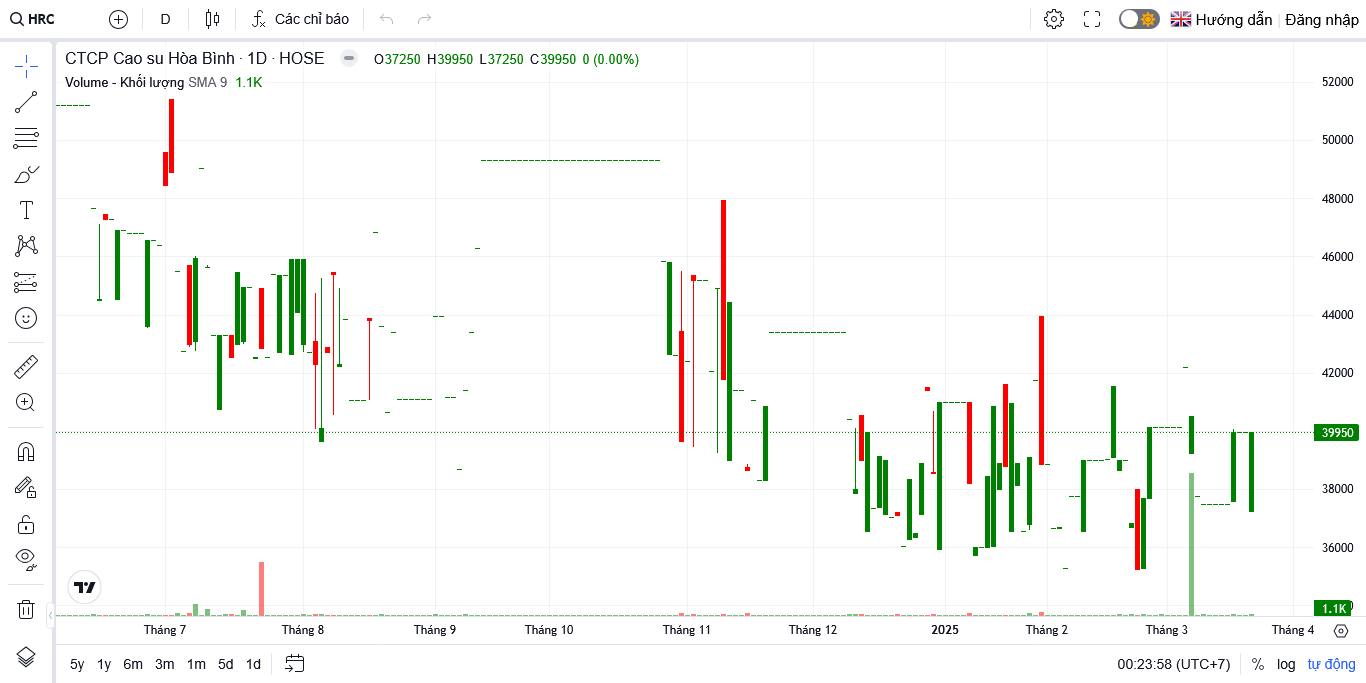 HRC D Các chỉ báo Hướng dẫn Đăng nhập
CTCP Cao su Hòa Bình · 1D · HOSE O37250 H39950 L37250 C39950 0 (0.00%)
Volume - Khối lượng SMA 9 1.1K
52000
50000
48000
46000
44000
42000
39950
38000
36000
1.1K
Tháng 7 Tháng 8 Tháng 9 Tháng 10 Tháng 11 Tháng 12 2025 Tháng 2 Tháng 3 Tháng 4
5y 1y 6m 3m 1m 5d 1d 00:23:58 (UTC+7) % log tự động